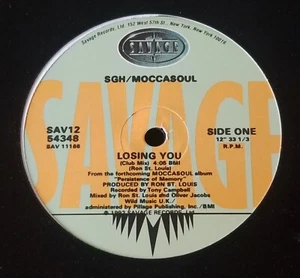 Savage Records, Ltd. 152 West 57th St., New York, New York 10019
SAVAGE
SGH/MOCCASOUL
SAVAGE
SAV12
54348
SAV 11166
SIDE ONE
12" 33 1/3
R.P.M.
LOSING YOU
(Club Mix) 4:05 BMI
(Ron St. Louis)
From the forthcoming MOCCASOUL album
"Persistence of Memory"
PRODUCED BY RON ST. LOUIS
Recorded by Tony Campbell
Mixed by Ron St. Louis and Oliver Jacobs
Wild Music U.K./
administered by Pillage Publishing, Inc./BMI
SAVAGE RECORDS, Ltd.